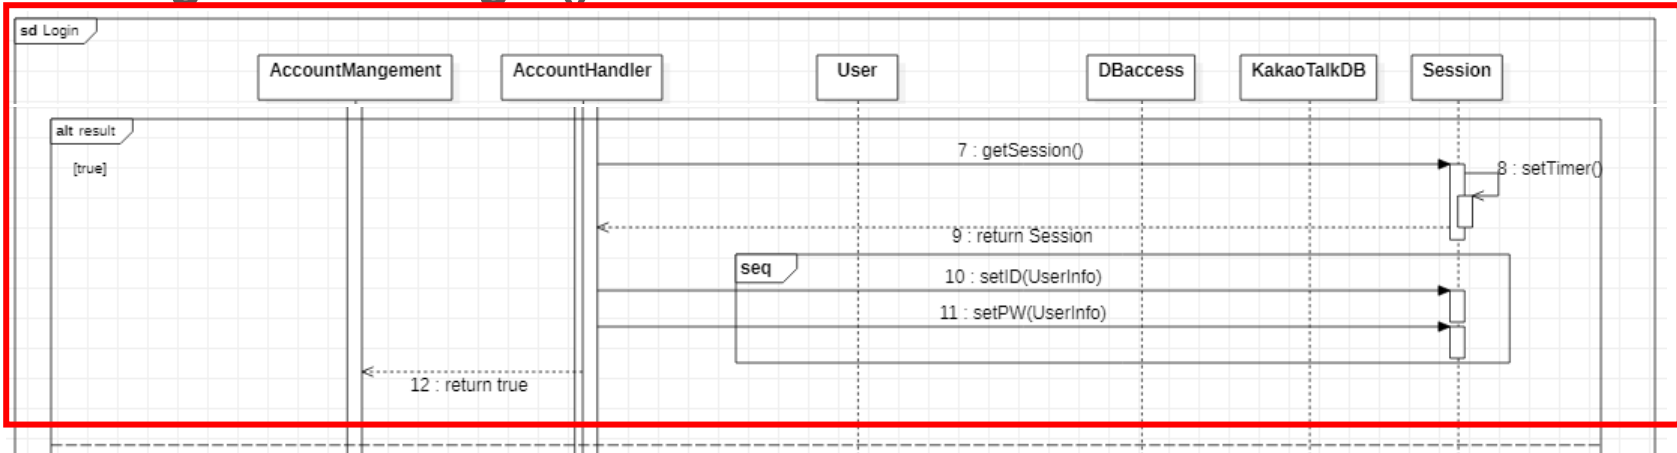 sd Login
AccountMangement
AccountHandler
User
DBaccess
KakaoTalkDB
Session
alt result
[true]
7 : getSession()
8 : setTimer()
9 : return Session
seq
10 : setID(UserInfo)
11 : setPW(UserInfo)
12 : return true